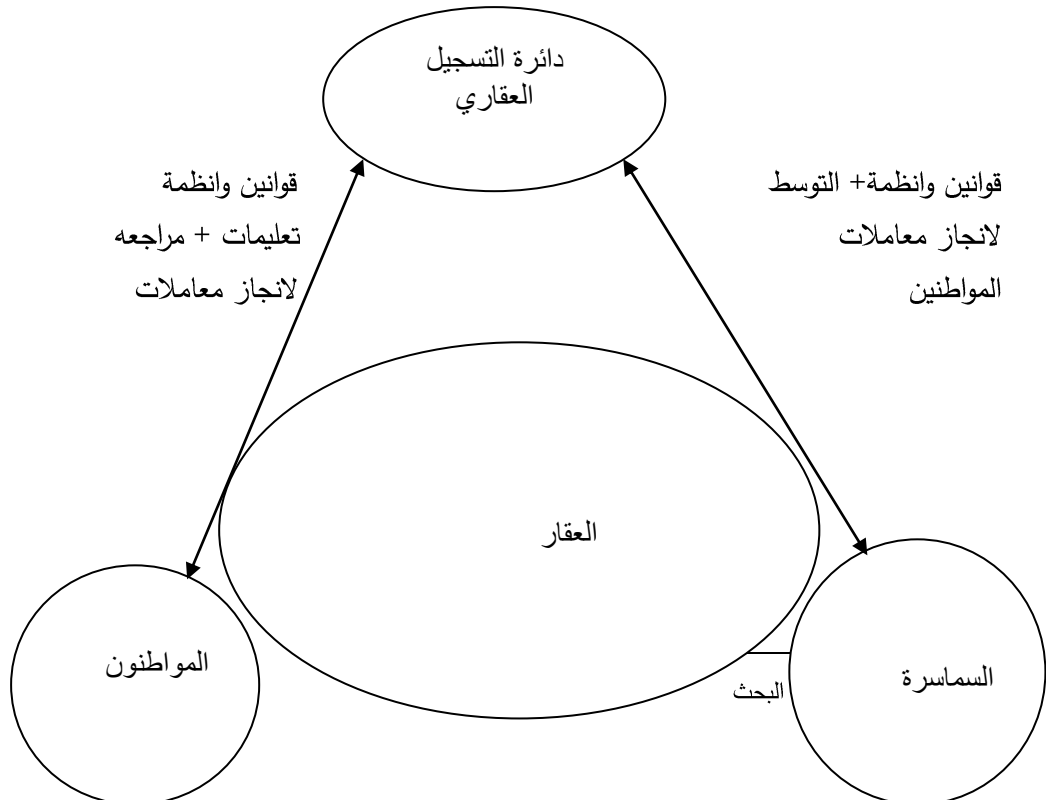 دائرة التسجيل
العقاري
قوانين وانظمة+ التوسط
لانجاز معاملات
المواطنين
قوانين وانظمة
تعليمات + مراجعه
لانجاز معاملات
العقار
السماسرة
البحث
المواطنون